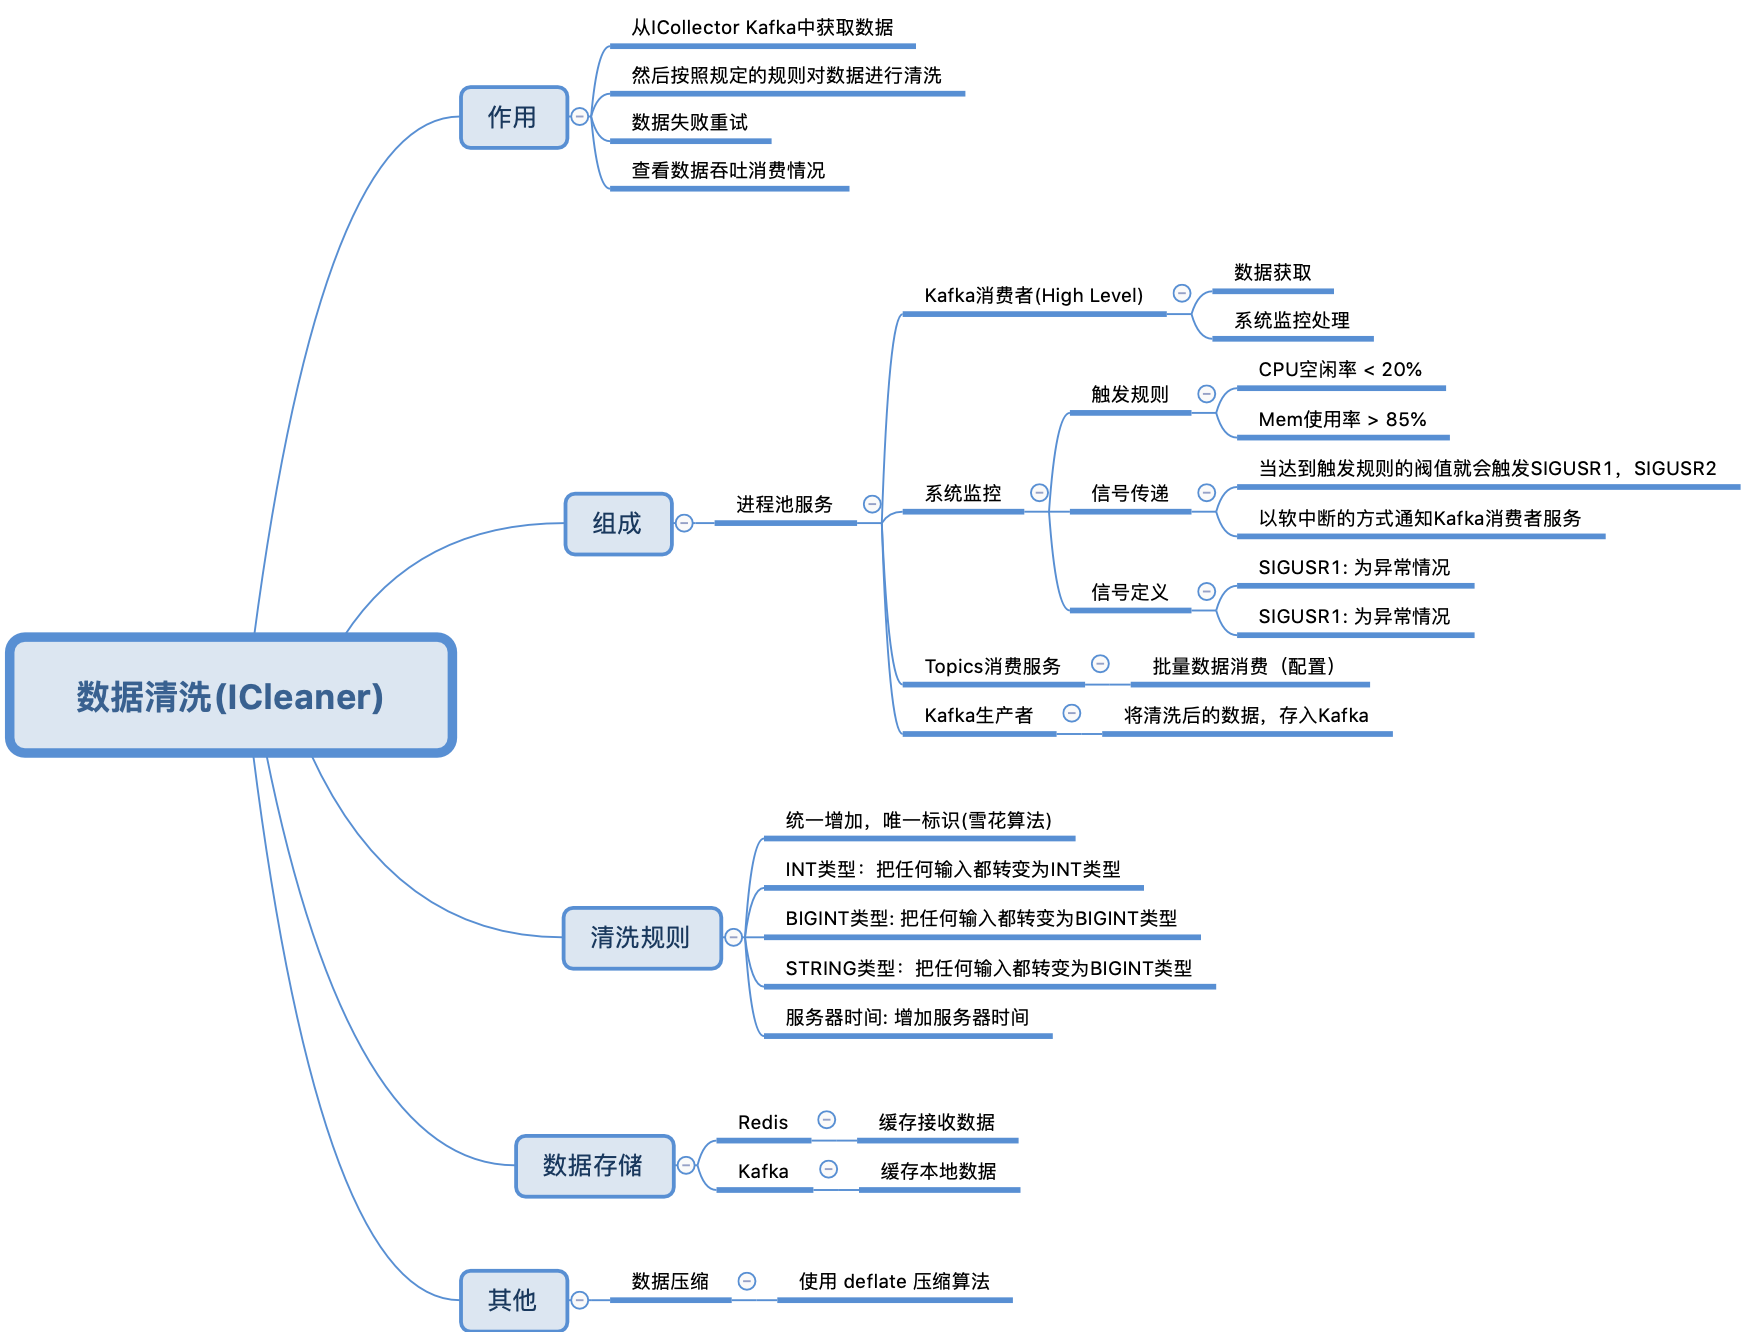 数据清洗(ICleaner)
作用
从ICollector Kafka中获取数据
然后按照规定的规则对数据进行清洗
数据失败重试
查看数据吞吐消费情况
组成
进程池服务
Kafka消费者(High Level)
数据获取
系统监控处理
系统监控
触发规则
CPU空闲率 < 20%
Mem使用率 > 85%
信号传递
当达到触发规则的阀值就会触发SIGUSR1，SIGUSR2
以软中断的方式通知Kafka消费者服务
信号定义
SIGUSR1: 为异常情况
SIGUSR1: 为异常情况
Topics消费服务
批量数据消费（配置）
Kafka生产者
将清洗后的数据，存入Kafka
清洗规则
统一增加，唯一标识(雪花算法)
INT类型：把任何输入都转变为INT类型
BIGINT类型: 把任何输入都转变为BIGINT类型
STRING类型：把任何输入都转变为BIGINT类型
服务器时间: 增加服务器时间
数据存储
Redis
缓存接收数据
Kafka
缓存本地数据
其他
数据压缩
使用 deflate 压缩算法